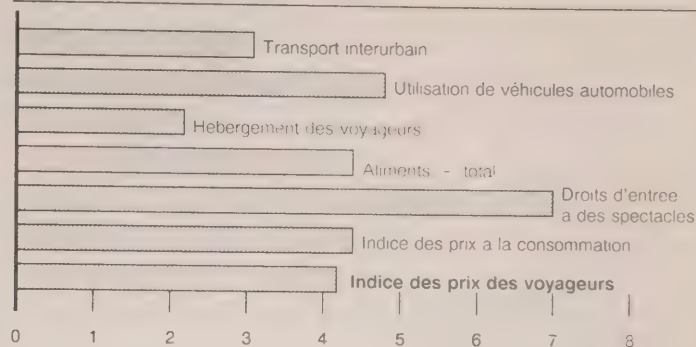 Transport interurbain
Utilisation de véhicules automobiles
Hebergement des voyageurs
Aliments - total
Droits d'entree
a des spectacles
Indice des prix a la consommation
Indice des prix des voyageurs
0 1 2 3 4 5 6 7 8